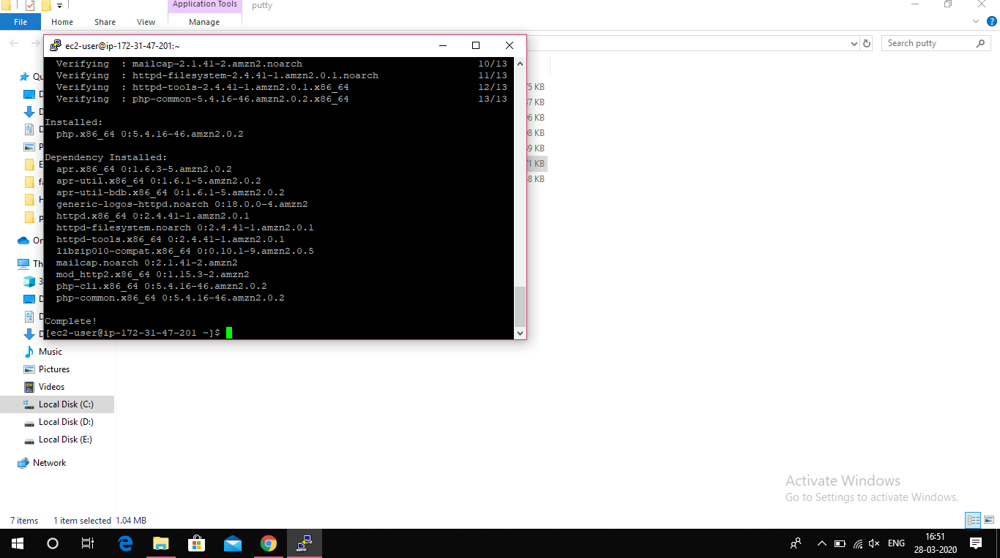 Application Tools
putty
File
Home
Share
View
Manage
Search putty
ec2-user@ip-172-31-47-201:~
Verifying : mailcap-2.1.41-2.amzn2.noarch 10/13
Verifying : httpd-filesystem-2.4.41-1.amzn2.0.1.noarch 11/13
Verifying : httpd-tools-2.4.41-1.amzn2.0.1.x86_64 12/13
Verifying : php-common-5.4.16-46.amzn2.0.2.x86_64 13/13
Installed:
php.x86_64 0:5.4.16-46.amzn2.0.2
Dependency Installed:
apr.x86_64 0:1.6.3-5.amzn2.0.2
apr-util.x86_64 0:1.6.1-5.amzn2.0.2
apr-util-bdb.x86_64 0:1.6.1-5.amzn2.0.2
generic-logos-httpd.noarch 0:18.0.0-4.amzn2
httpd.x86_64 0:2.4.41-1.amzn2.0.1
httpd-filesystem.noarch 0:2.4.41-1.amzn2.0.1
httpd-tools.x86_64 0:2.4.41-1.amzn2.0.1
libzip010-compat.x86_64 0:0.10.1-9.amzn2.0.5
mailcap.noarch 0:2.1.41-2.amzn2
mod_http2.x86_64 0:1.15.3-2.amzn2
php-cli.x86_64 0:5.4.16-46.amzn2.0.2
php-common.x86_64 0:5.4.16-46.amzn2.0.2
Complete!
[ec2-user@ip-172-31-47-201 ~]$
KB
KB
KB
KB
KB
KB
KB
Music
Pictures
Videos
Local Disk (C:)
Local Disk (D:)
Local Disk (E:)
Network
Activate Windows
Go to Settings to activate Windows.
7 items 1 item selected 1.04 MB
ENG
16:51
28-03-2020